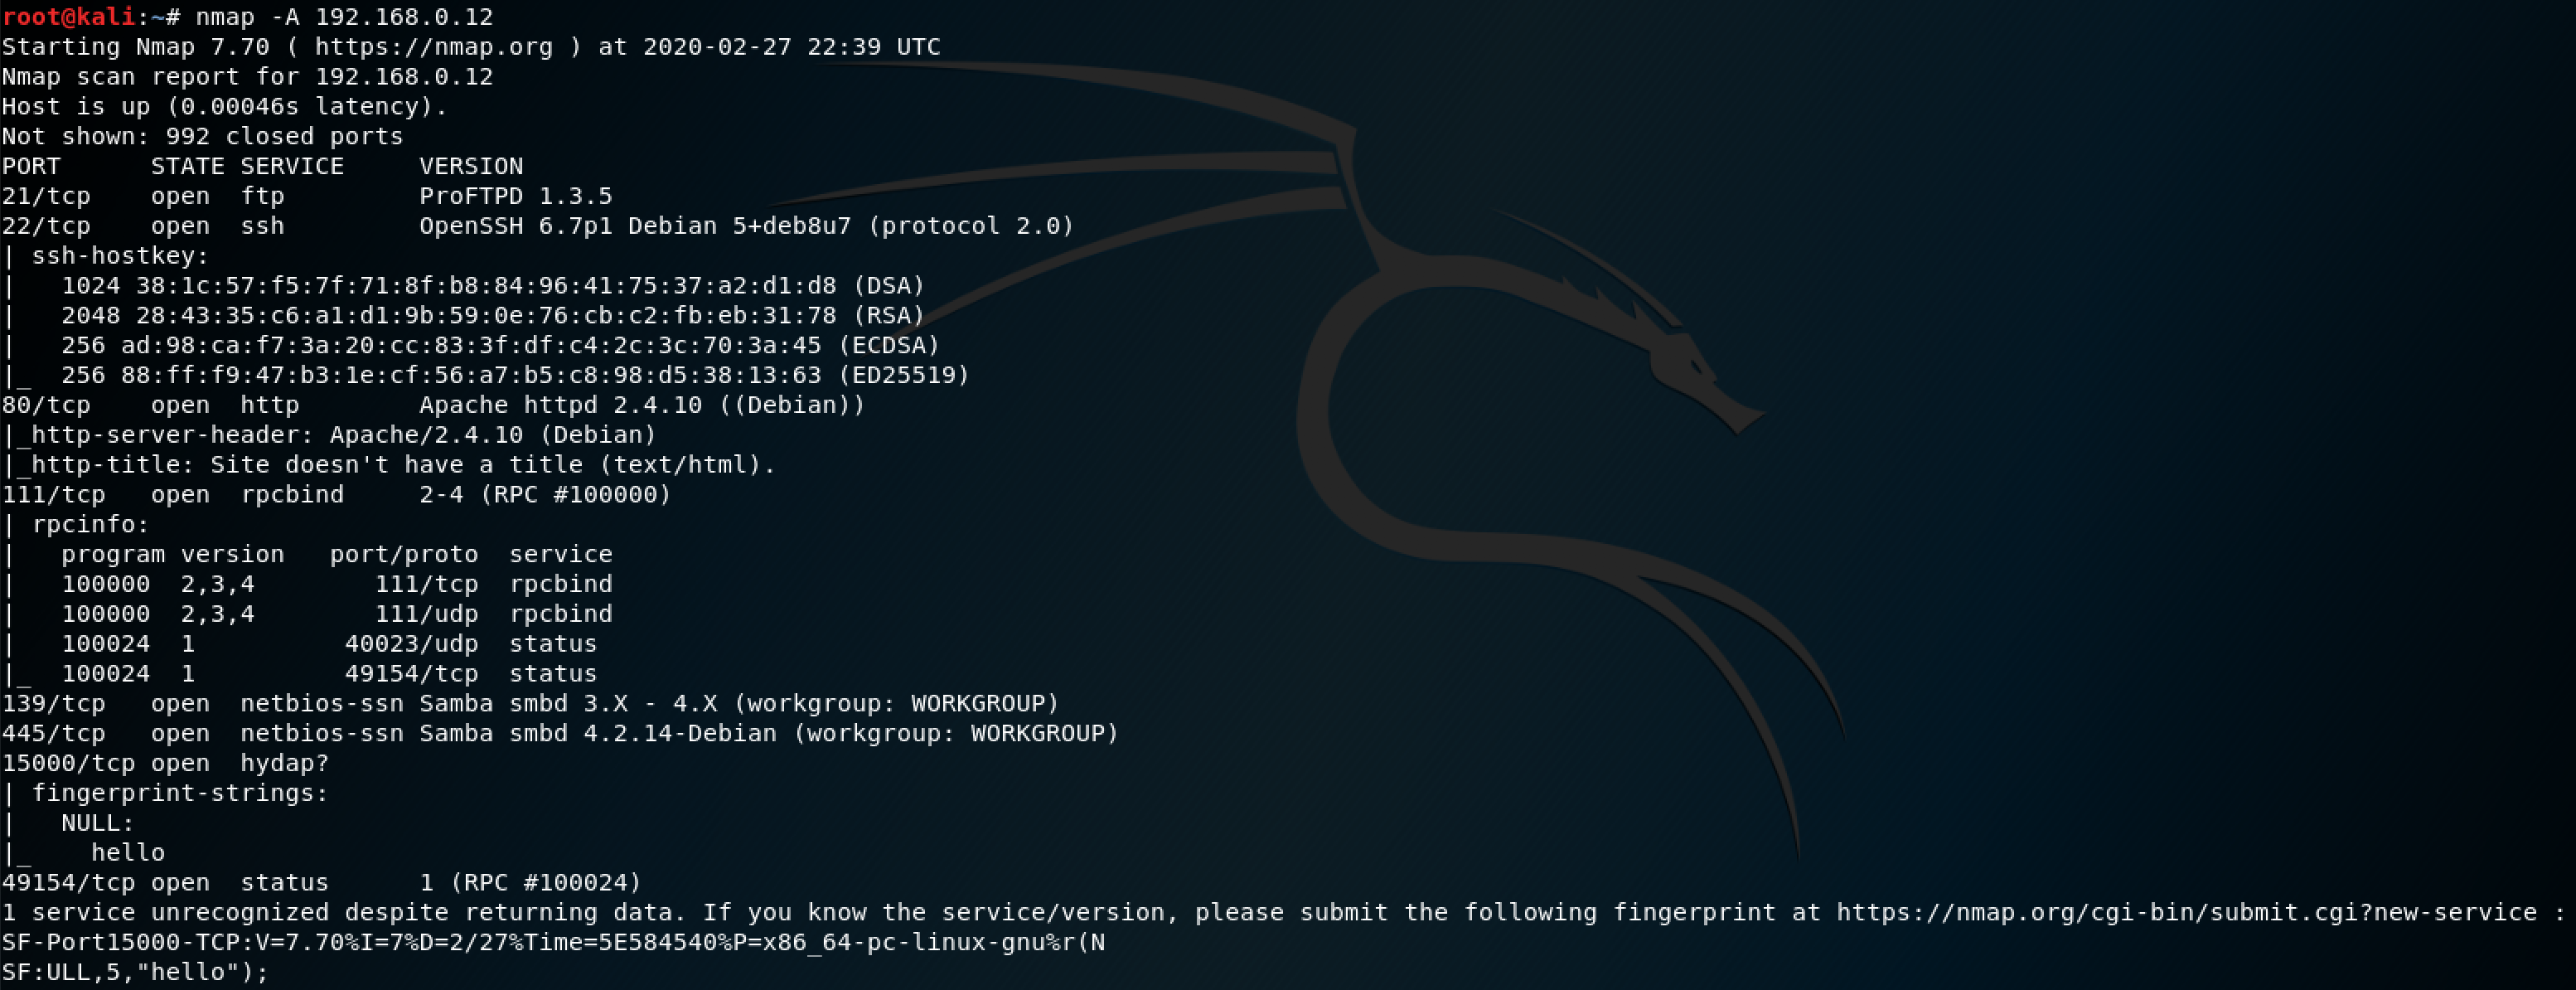 root@kali:~# nmap -A 192.168.0.12
Starting Nmap 7.70 ( https://nmap.org ) at 2020-02-27 22:39 UTC
Nmap scan report for 192.168.0.12
Host is up (0.00046s latency).
Not shown: 992 closed ports
PORT      STATE SERVICE     VERSION
21/tcp    open  ftp         ProFTPD 1.3.5
22/tcp    open  ssh         OpenSSH 6.7p1 Debian 5+deb8u7 (protocol 2.0)
| ssh-hostkey:
|   1024 38:1c:57:f5:7f:71:8f:b8:84:96:41:75:37:a2:d1:d8 (DSA)
|   2048 28:43:35:c6:a1:d1:9b:59:0e:76:cb:c2:fb:eb:31:78 (RSA)
|   256 ad:98:ca:f7:3a:20:cc:83:3f:df:c4:2c:3c:70:3a:45 (ECDSA)
|_  256 88:ff:f9:47:b3:1e:cf:56:a7:b5:c8:98:d5:38:13:63 (ED25519)
80/tcp    open  http        Apache httpd 2.4.10 ((Debian))
|_http-server-header: Apache/2.4.10 (Debian)
|_http-title: Site doesn't have a title (text/html).
111/tcp   open  rpcbind     2-4 (RPC #100000)
| rpcinfo:
|   program version   port/proto  service
|   100000  2,3,4        111/tcp  rpcbind
|   100000  2,3,4        111/udp  rpcbind
|   100024  1          40023/udp  status
|_  100024  1          49154/tcp  status
139/tcp   open  netbios-ssn Samba smbd 3.X - 4.X (workgroup: WORKGROUP)
445/tcp   open  netbios-ssn Samba smbd 4.2.14-Debian (workgroup: WORKGROUP)
15000/tcp open  hydap?
| fingerprint-strings:
|   NULL:
|_    hello
49154/tcp open  status      1 (RPC #100024)
1 service unrecognized despite returning data. If you know the service/version, please submit the following fingerprint at https://nmap.org/cgi-bin/submit.cgi?new-service :
SF-Port15000-TCP:V=7.70%I=7%D=2/27%Time=5E584540%P=x86_64-pc-linux-gnu%r(N
SF:ULL,5,"hello");